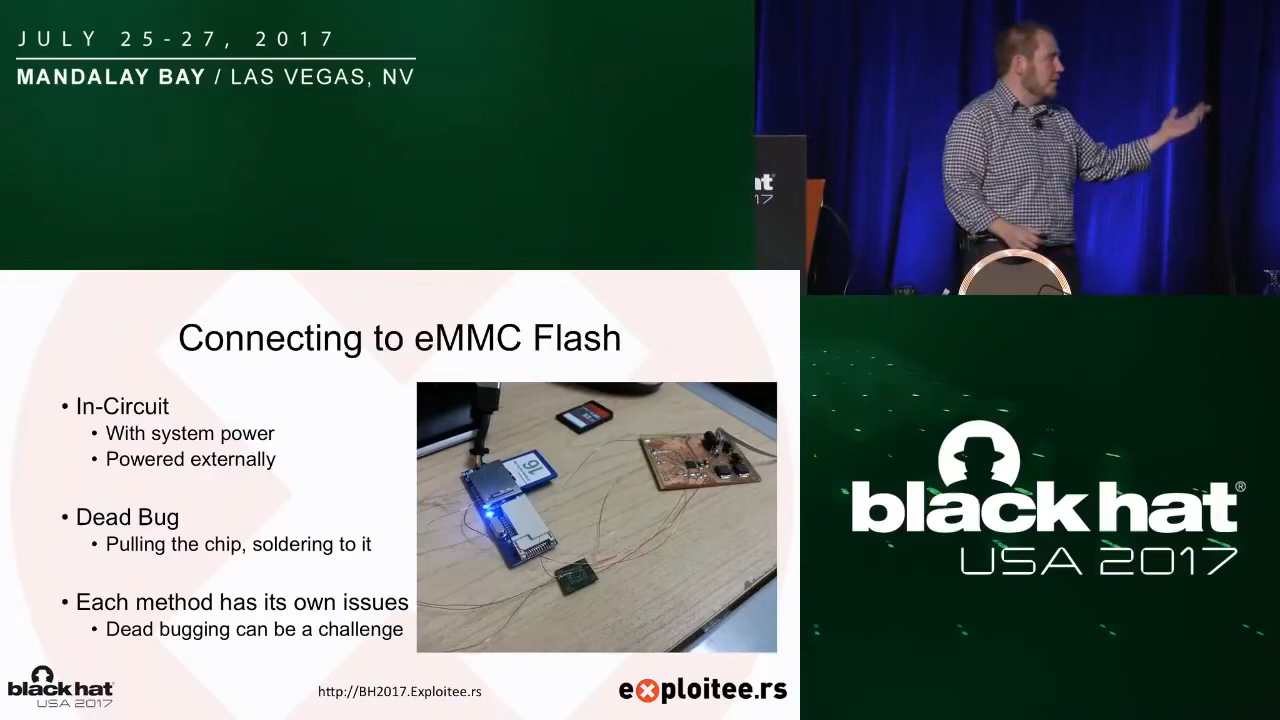 JULY 25-27, 2017
MANDALAY BAY / LAS VEGAS, NV
hat
2017
Connecting to eMMC Flash
• In-Circuit
• With system power
• Powered externally
• Dead Bug
• Pulling the chip, soldering to it
• Each method has its own issues
• Dead bugging can be a challenge
16
black hat
USA 2017
http://BH2017.Exploitee.rs
exploitee.rs
black hat®
USA 2017